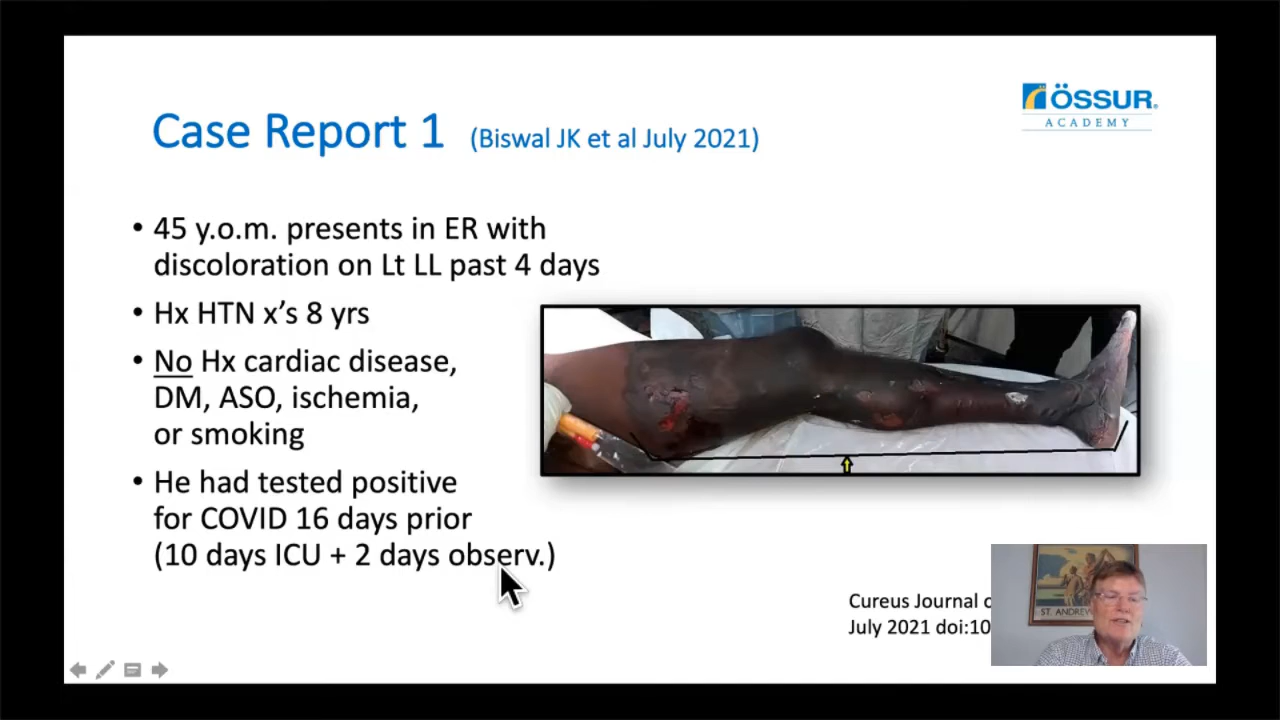 ÖSSUR
ACADEMY
Case Report 1 (Biswal JK et al July 2021)
• 45 y.o.m. presents in ER with
discoloration on Lt LL past 4 days
• Hx HTN x’s 8 yrs
• No Hx cardiac disease,
DM, ASO, ischemia,
or smoking
• He had tested positive
for COVID 16 days prior
(10 days ICU + 2 days observ.)
Cureus Journal
July 2021 doi:10
ST. ANDREW